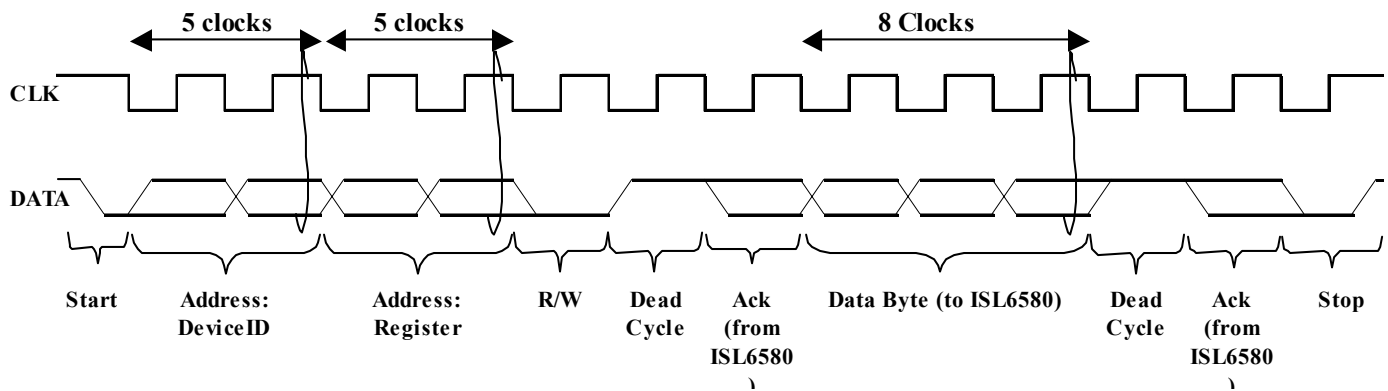 5 clocks 5 clocks 8 Clocks
CLK
DATA
Start Address: Address: R/W Dead Ack Data Byte (to ISL6580) Dead Ack Stop
DeviceID Register Cycle (from Cycle (from
ISL6580 ISL6580
) )